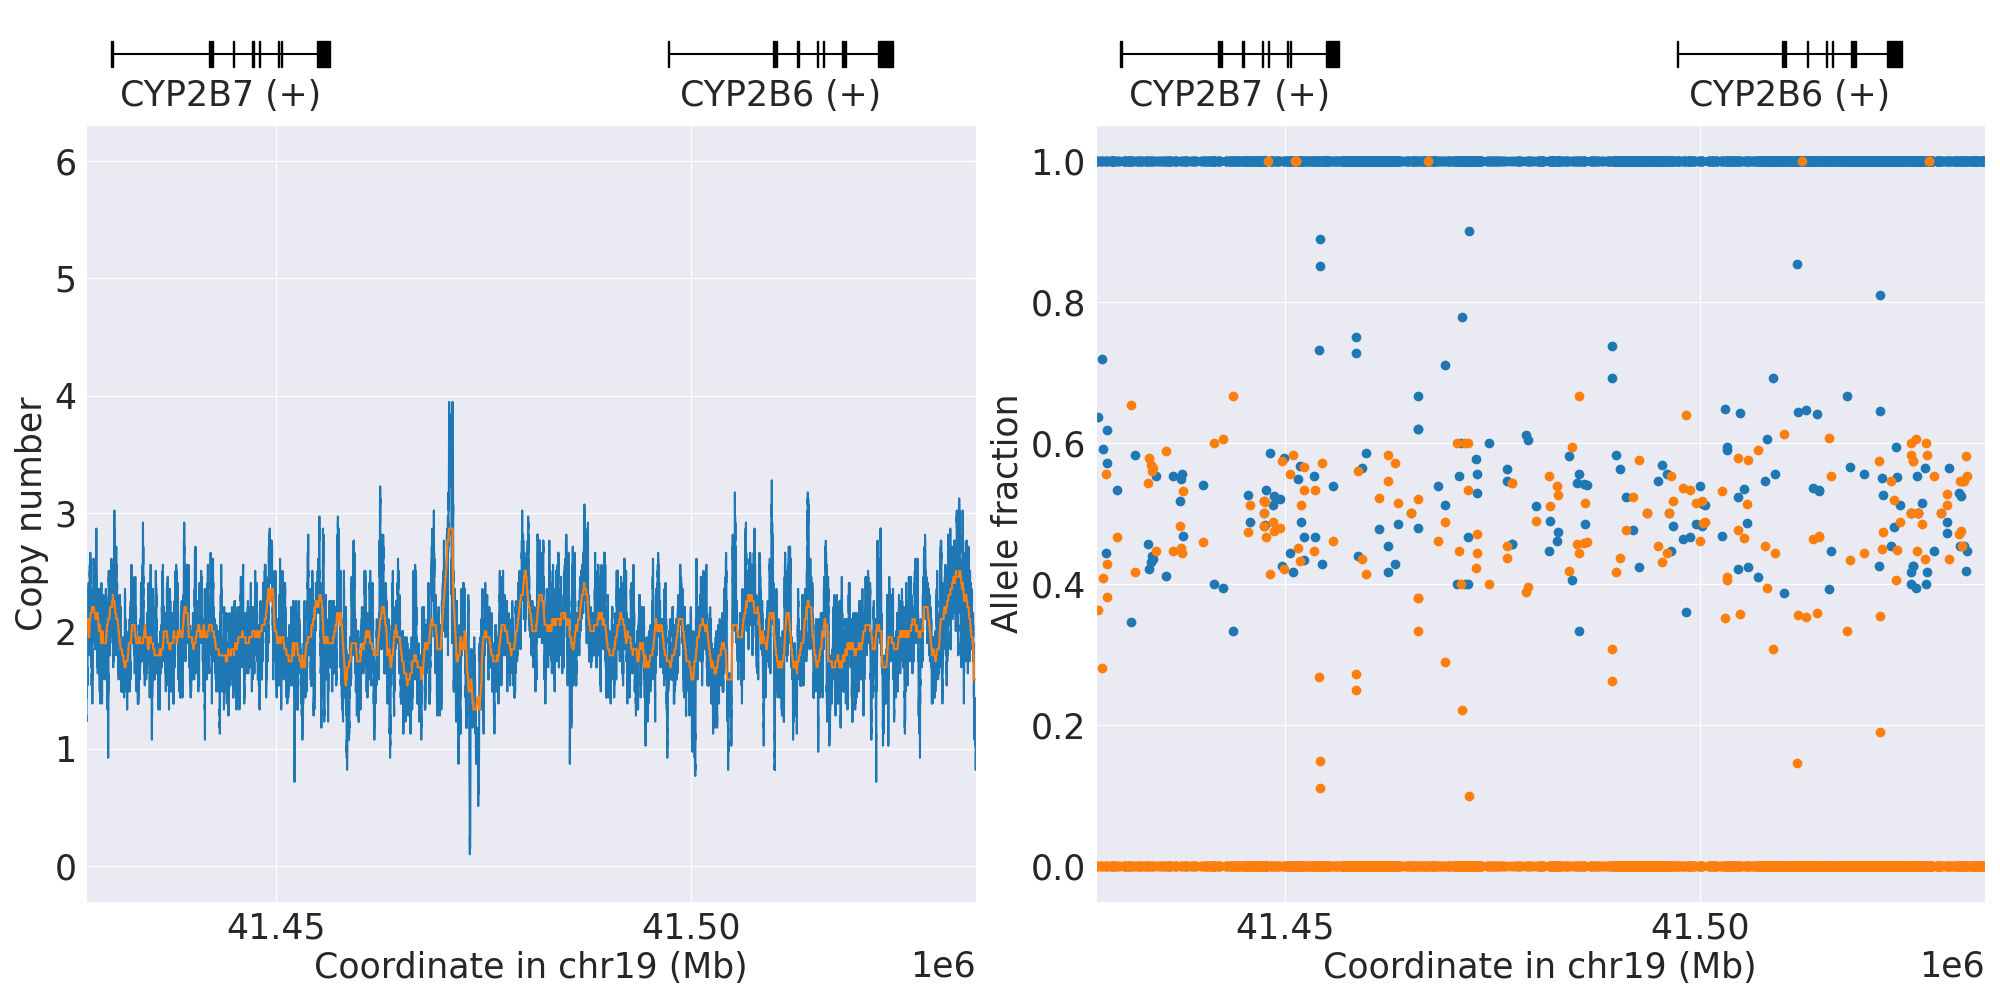 CYP2B7 (+)
CYP2B6 (+)
CYP2B7 (+)
CYP2B6 (+)
Copy number
6
5
4
3
2
1
0
41.45
41.50
Coordinate in chr19 (Mb)
1e6
Allele fraction
1.0
0.8
0.6
0.4
0.2
0.0
41.45
41.50
Coordinate in chr19 (Mb)
1e6